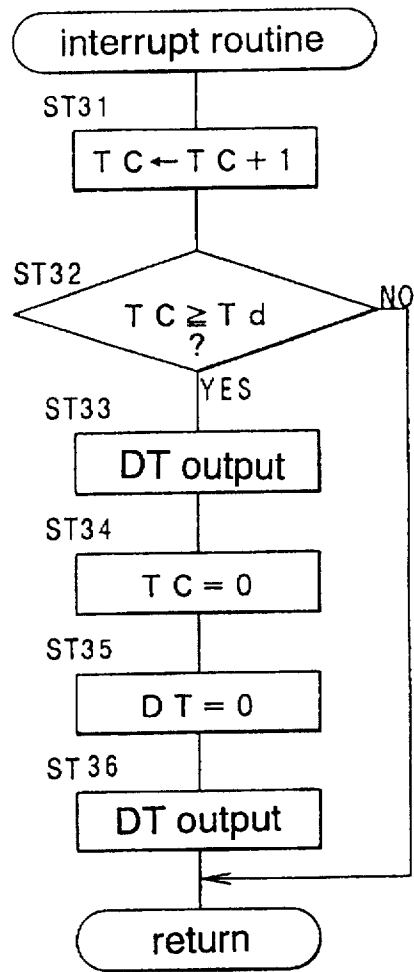 interrupt routine
ST31
TC←TC+1
ST32
TC≧Td
?
NO
YES
ST33
DT output
ST34
TC=0
ST35
DT=0
ST36
DT output
return